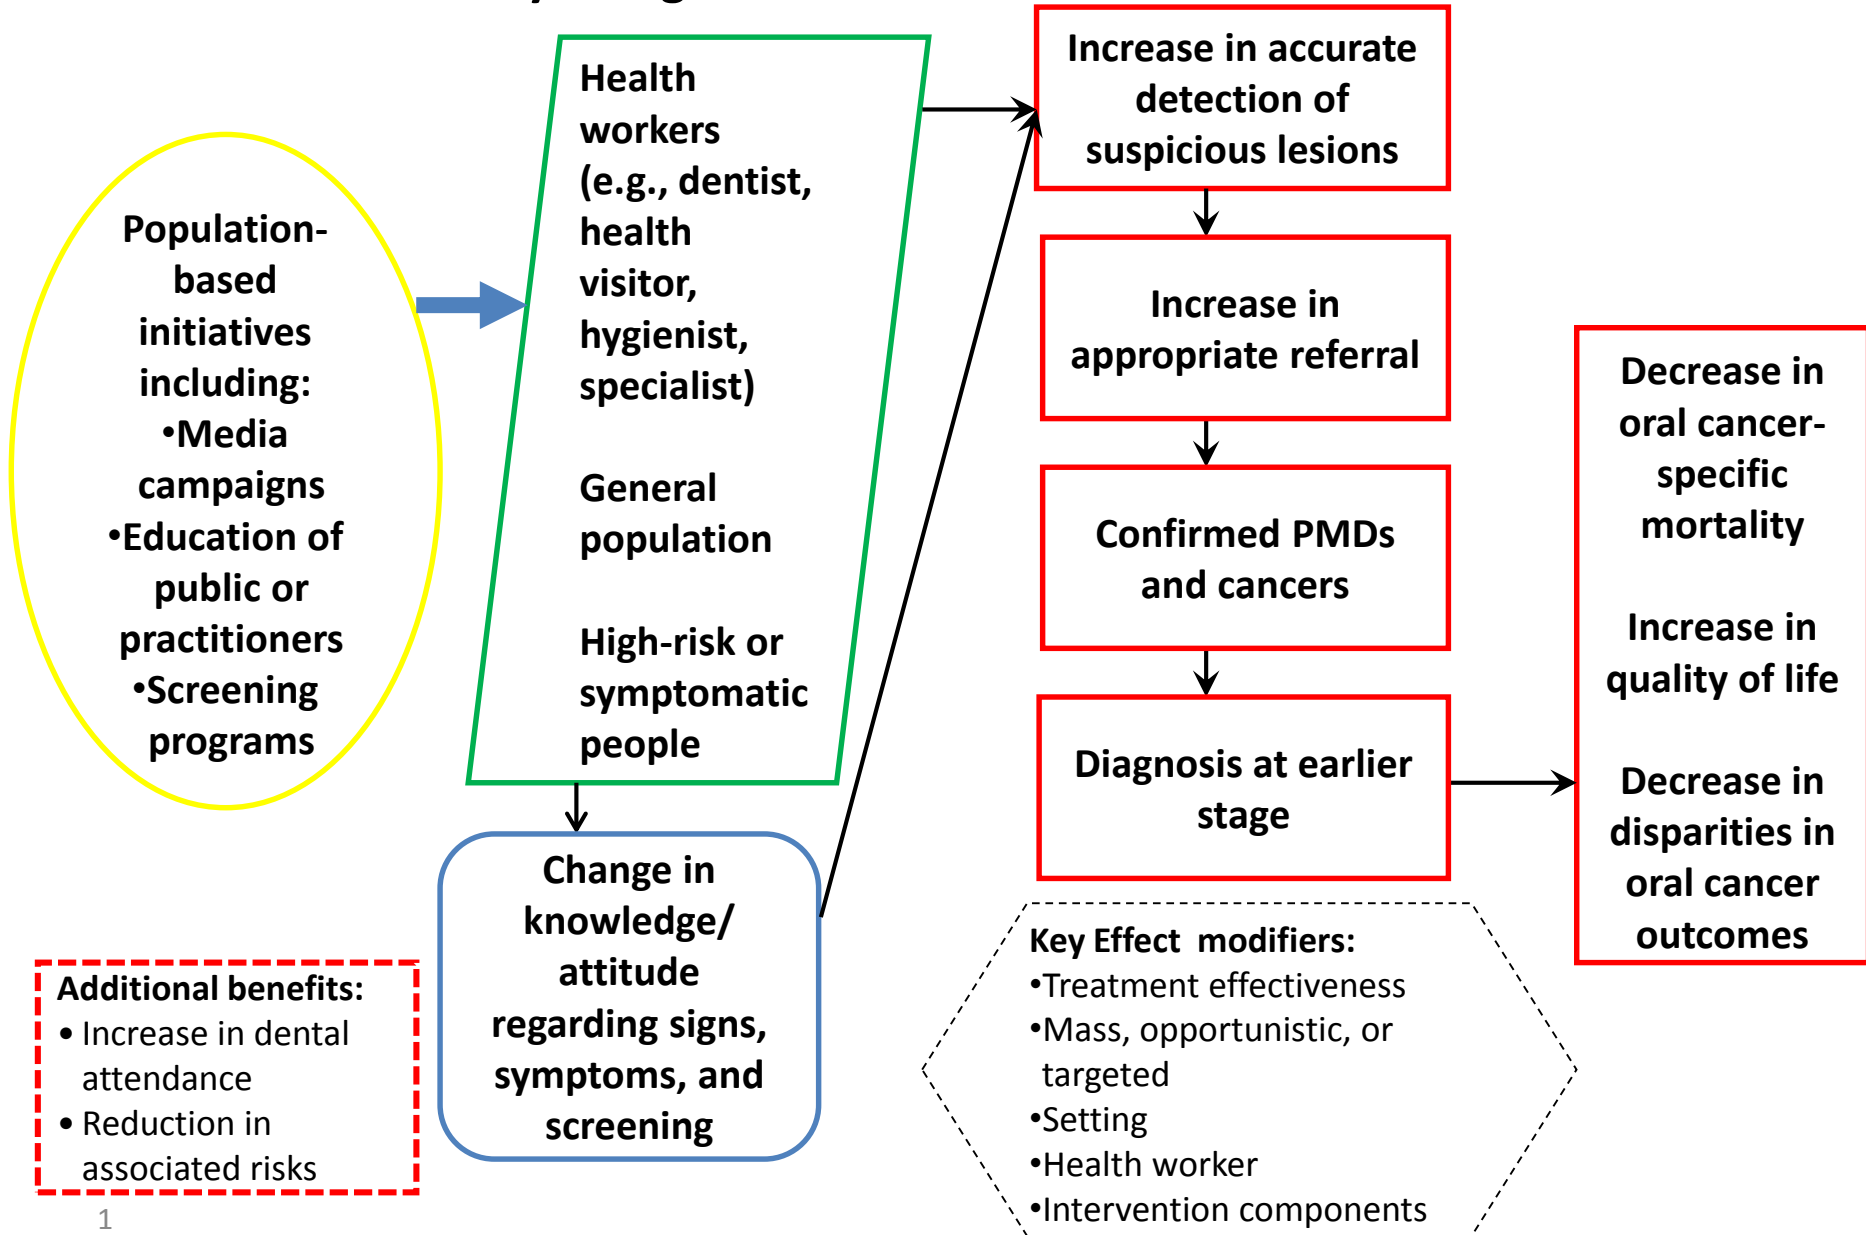 Population-
based
initiatives
including:
•Media
campaigns
•Education of
public or
practitioners
•Screening
programs
Health
workers
(e.g., dentist,
health
visitor,
hygienist,
specialist)
General
population
High-risk or
symptomatic
people
Change in
knowledge/
attitude
regarding signs,
symptoms, and
screening
Increase in accurate
detection of
suspicious lesions
Increase in
appropriate referral
Confirmed PMDs
and cancers
Diagnosis at earlier
stage
Decrease in
oral cancer-
specific
mortality
Increase in
quality of life
Decrease in
disparities in
oral cancer
outcomes
Additional benefits:
• Increase in dental
attendance
• Reduction in
associated risks
Key Effect  modifiers:
•Treatment effectiveness
•Mass, opportunistic, or
targeted
•Setting
•Health worker
•Intervention components
1